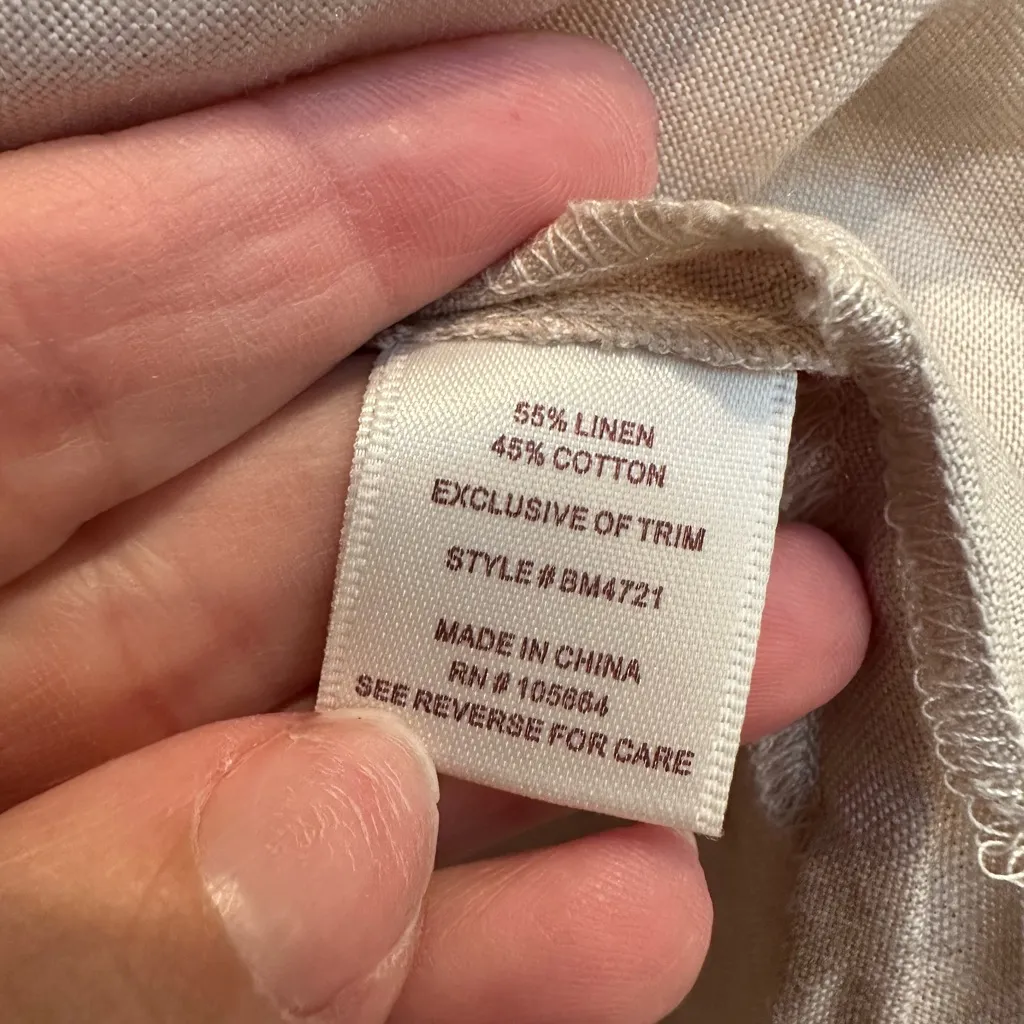 55% LINEN
45% COTTON
EXCLUSIVE OF TRIM
STYLE # BM4721
MADE IN CHINA
RN # 105664
SEE REVERSE FOR CARE